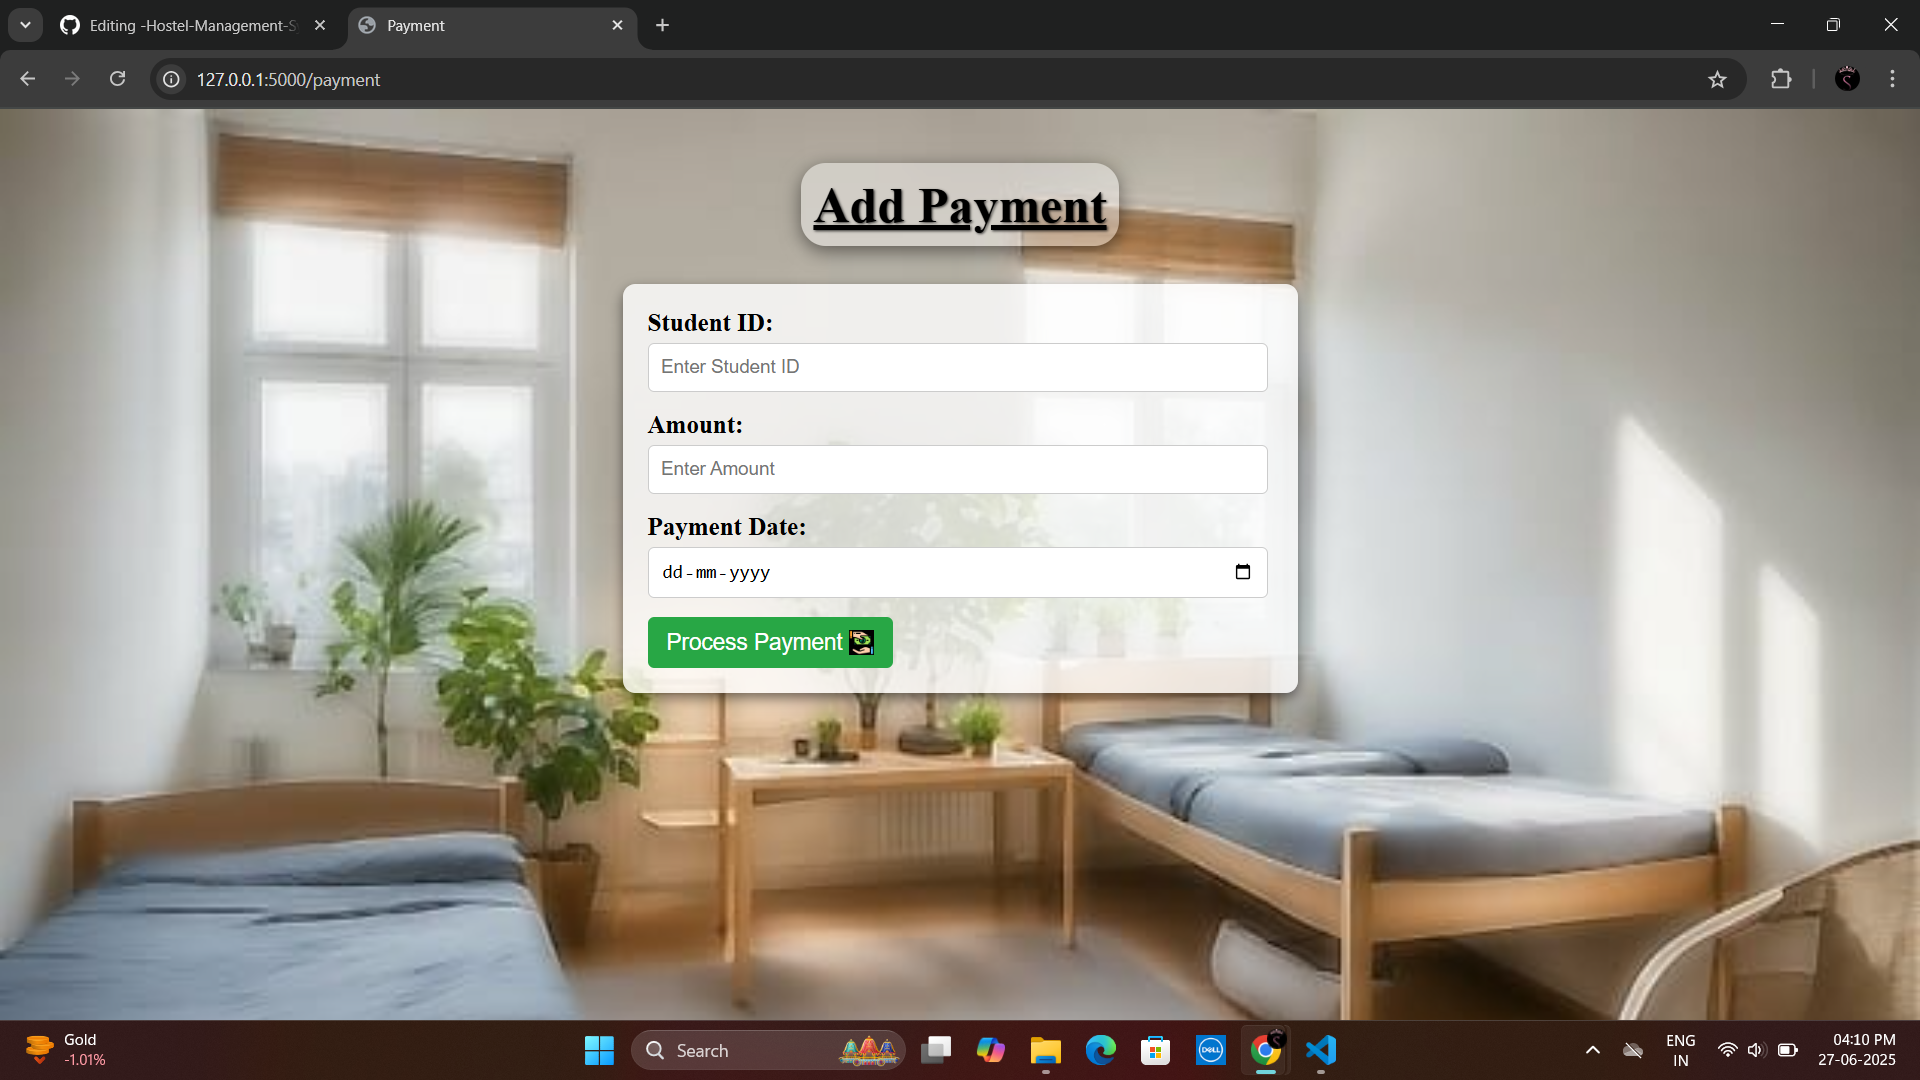 Editing -Hostel-Management-S
Payment
127.0.0.1:5000/payment
Add Payment
Student ID:
Enter Student ID
Amount:
Enter Amount
Payment Date:
dd-mm-yyyy
Process Payment
Gold
-1.01%
Search
DELL
ENG
IN
04:10 PM
27-06-2025